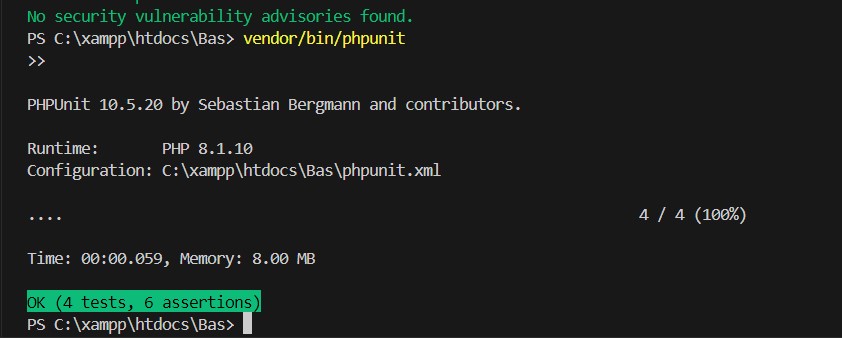 No security vulnerability advisories found.
PS C:\xampp\htdocs\Bas> vendor/bin/phpunit
>>
PHPUnit 10.5.20 by Sebastian Bergmann and contributors.
Runtime:       PHP 8.1.10
Configuration: C:\xampp\htdocs\Bas\phpunit.xml
....                                                                4 / 4 (100%)
Time: 00:00.059, Memory: 8.00 MB
OK (4 tests, 6 assertions)
PS C:\xampp\htdocs\Bas>